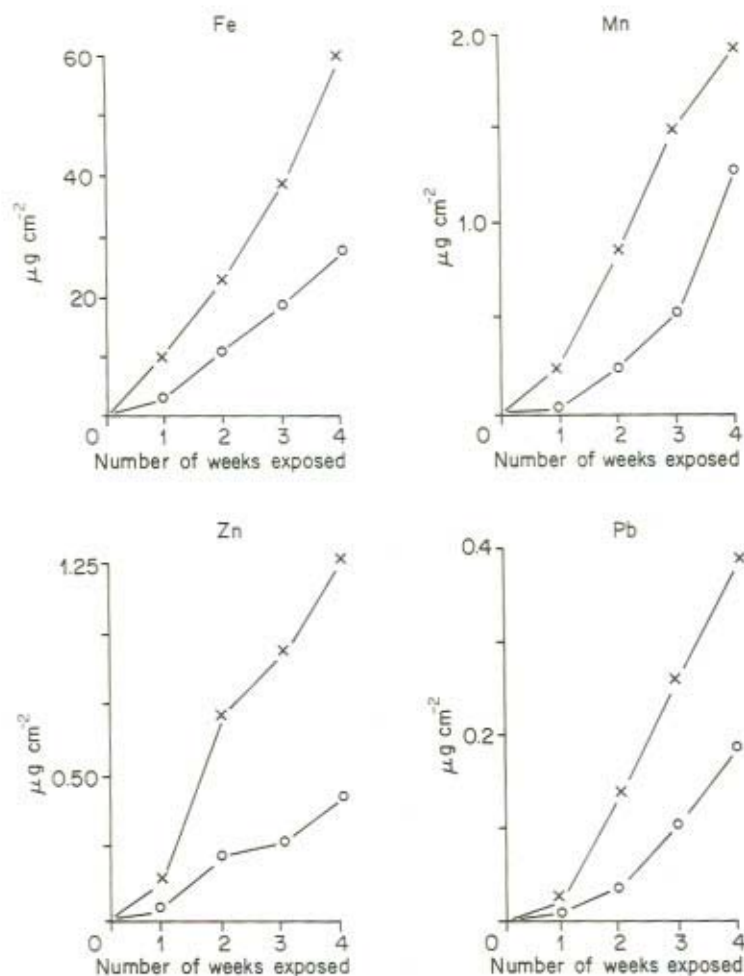 Fe
60
40
20
0
μg cm⁻²
1 2 3 4
Number of weeks exposed
Mn
2.0
1.0
0
μg cm⁻²
1 2 3 4
Number of weeks exposed
Zn
1.25
0.50
0
μg cm⁻²
1 2 3 4
Number of weeks exposed
Pb
0.4
0.2
0
μg cm⁻²
1 2 3 4
Number of weeks exposed